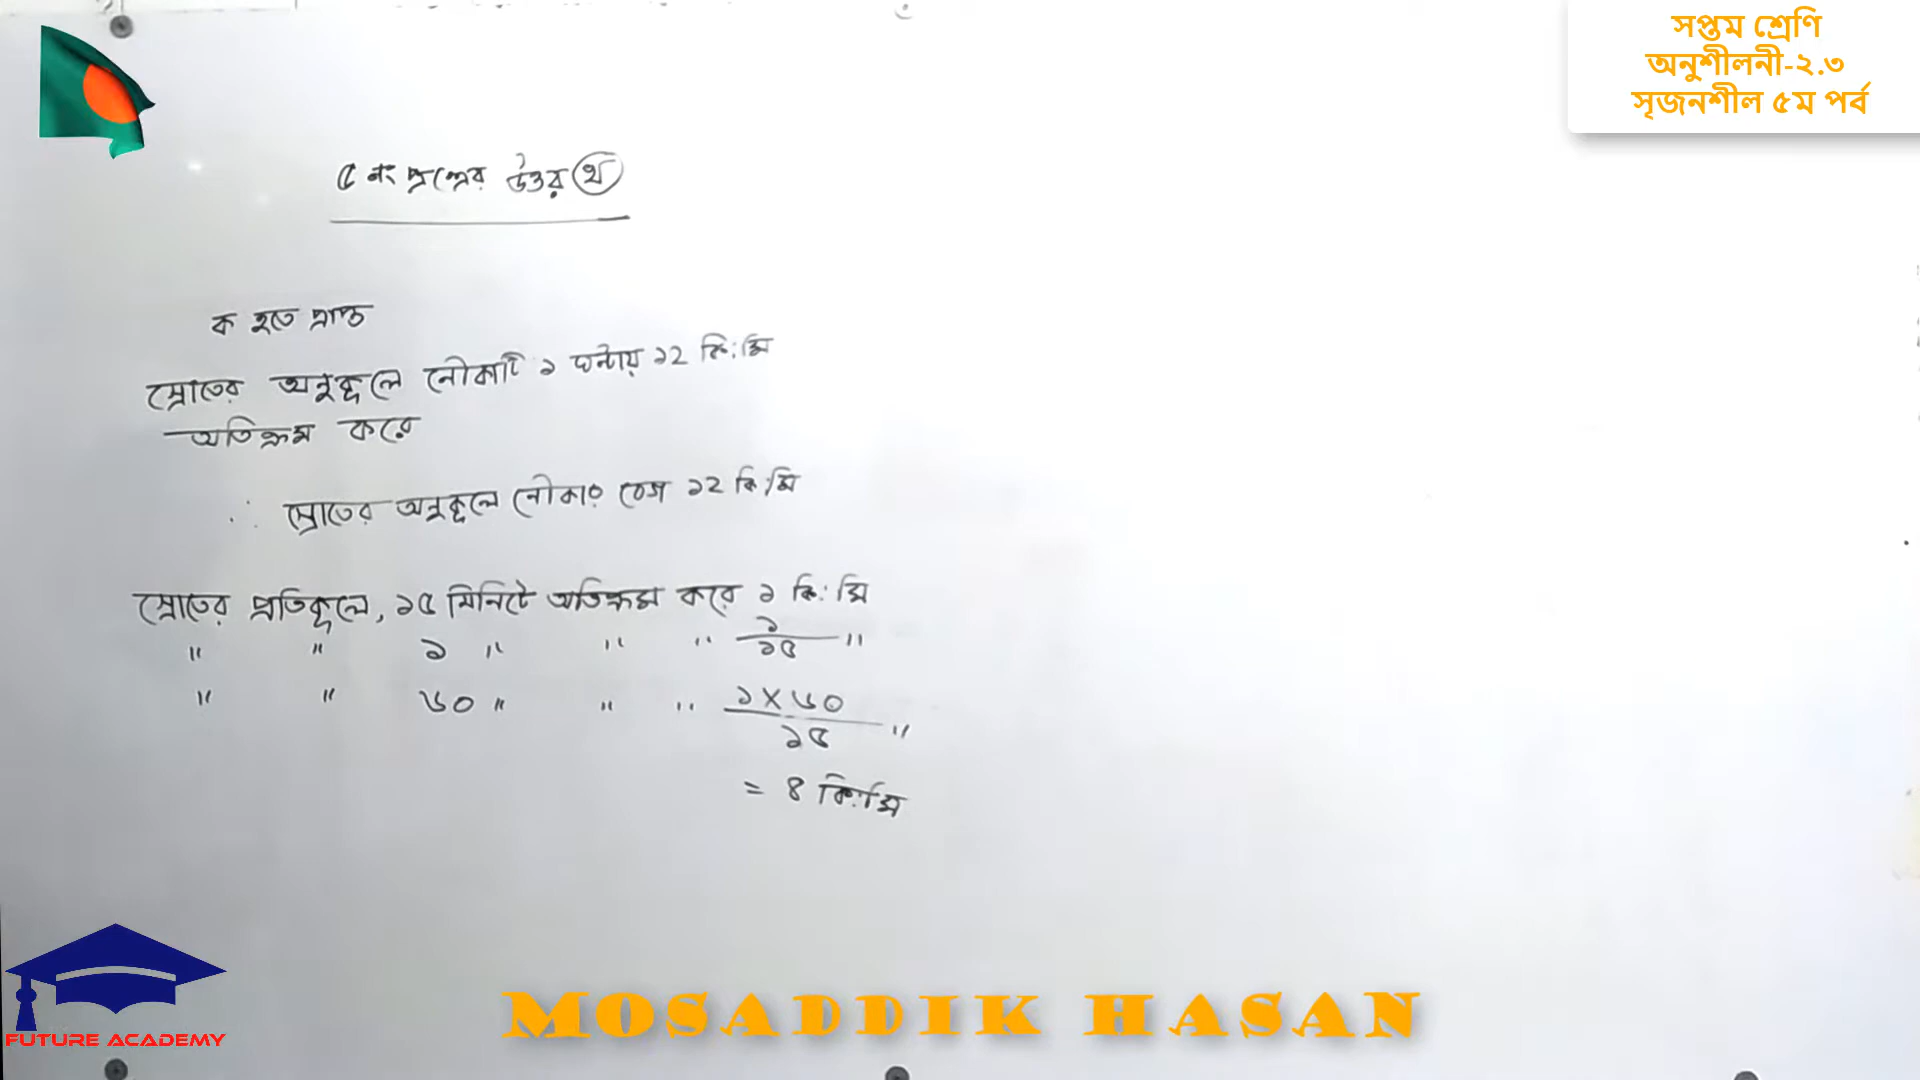 সপ্তম শ্রেণি
অনুশীলনী-২.৩
সৃজনশীল ৫ম পর্ব
৫ নং প্রশ্নের উত্তর খ
ক হতে প্রাপ্ত
স্রোতের অনুকূলে নৌকাটি ১ ঘন্টায় ১২ কি:মি
অতিক্রম করে
∴ স্রোতের অনুকূলে নৌকার বেগ ১২ কি:মি
স্রোতের প্রতিকূলে, ১৫ মিনিটে অতিক্রম করে ১ কি:মি
" " ১ " " " ১/১৫ "
" " ৬০ " " " ১×৬০/১৫ "
= ৪ কি:মি
FUTURE ACADEMY
MOSADDIK HASAN